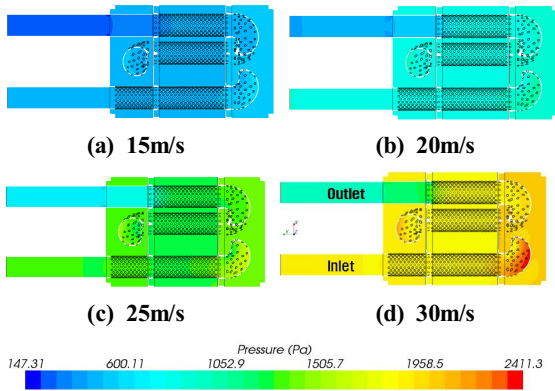 (a) 15m/s
(b) 20m/s
Outlet
Inlet
(c) 25m/s
(d) 30m/s
Pressure (Pa)
147.31 600.11 1052.9 1505.7 1958.5 2411.3